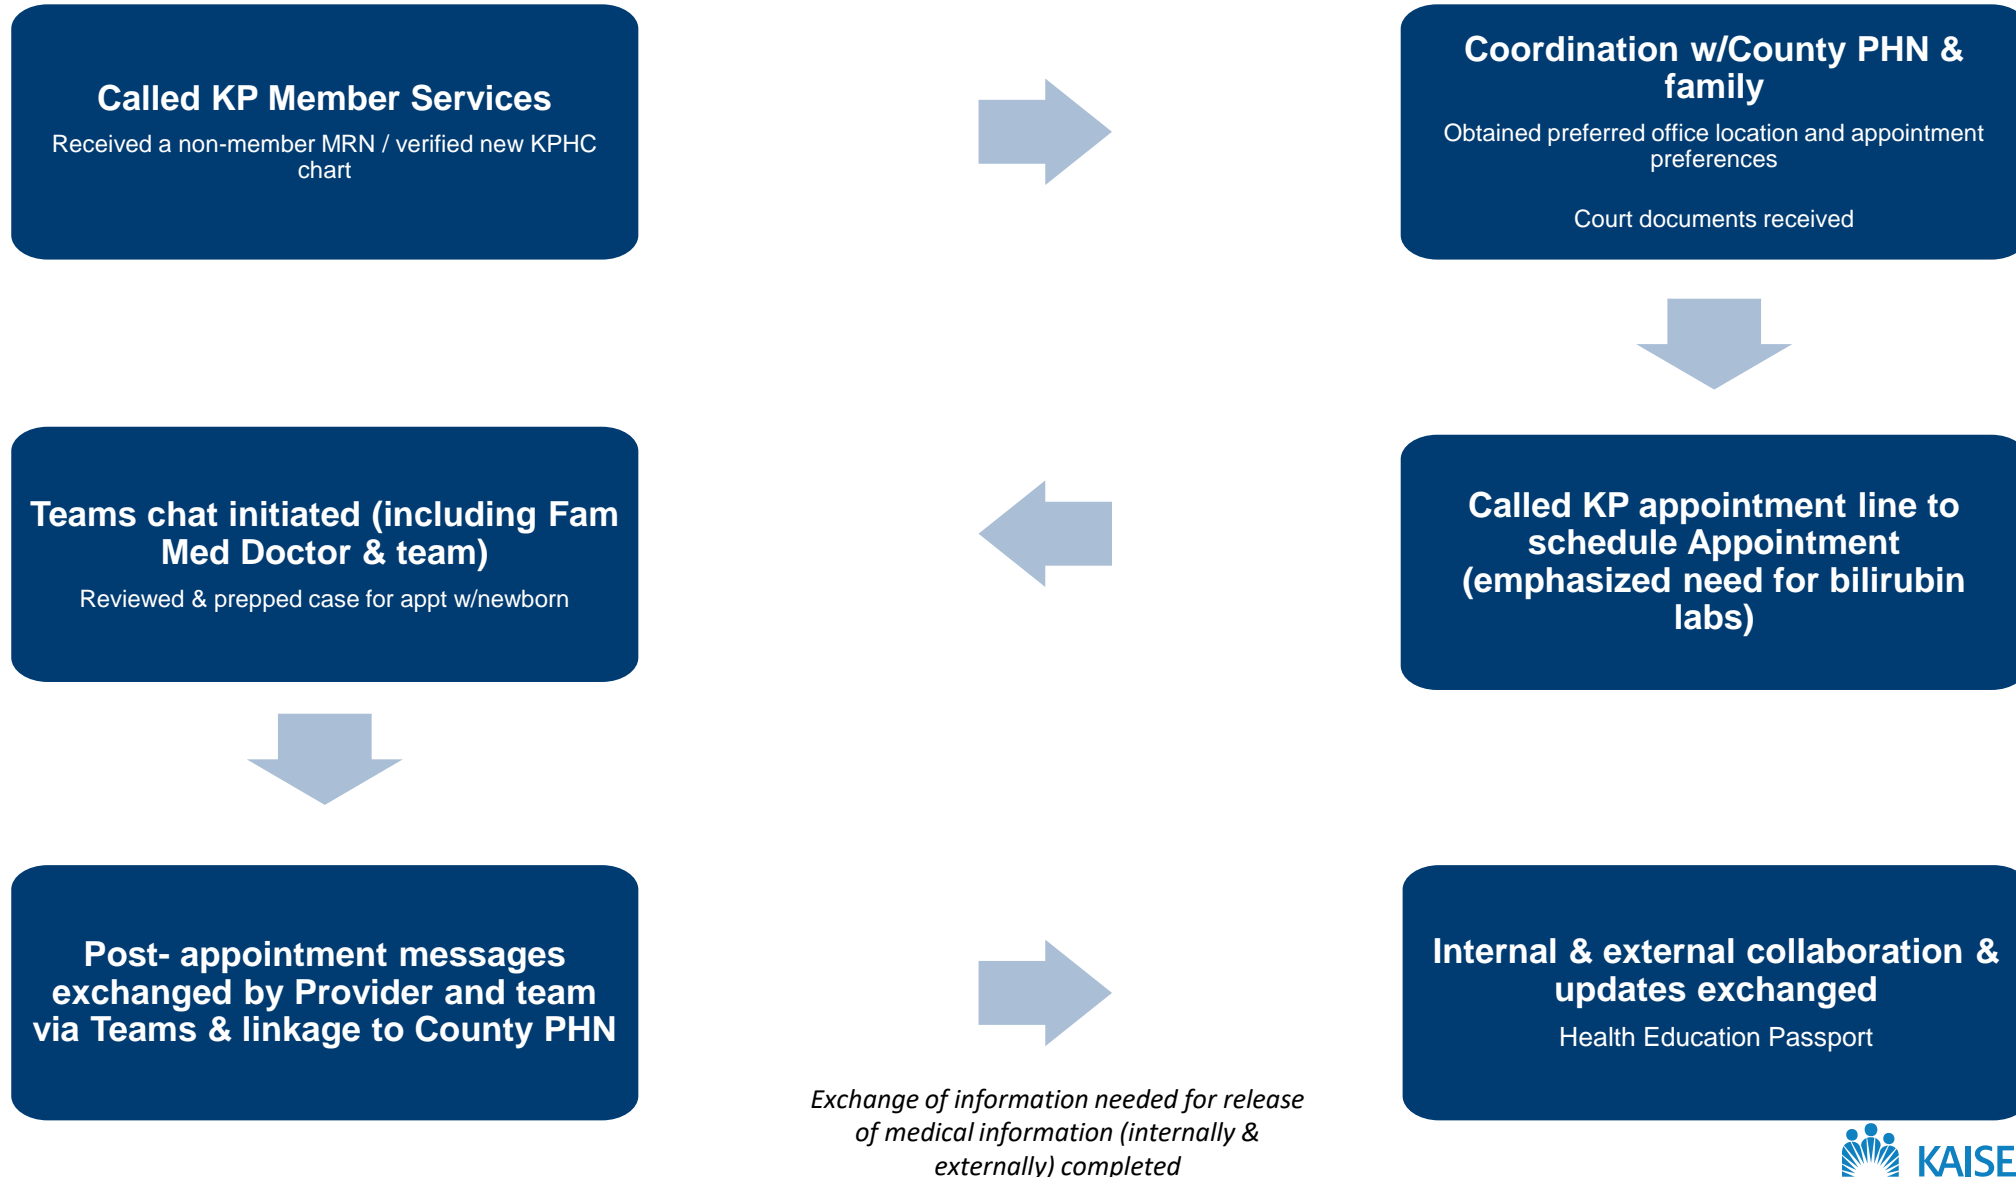 Called KP Member Services
Received a non-member MRN / verified new KPHC
chart
Coordination w/County PHN &
family
Obtained preferred office location and appointment
preferences
Court documents received
Called KP appointment line to
schedule Appointment
(emphasized need for bilirubin
labs)
Teams chat initiated (including Fam
Med Doctor & team)
Reviewed & prepped case for appt w/newborn
Post- appointment messages
exchanged by Provider and team
via Teams & linkage to County PHN
Exchange of information needed for release
of medical information (internally &
externally) completed
Internal & external collaboration &
updates exchanged
Health Education Passport
KAISE